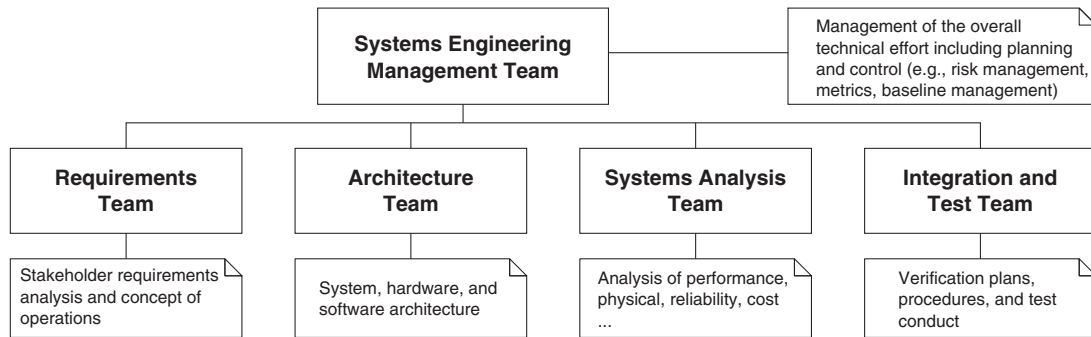 Systems Engineering
Management Team
Management of the overall
technical effort including planning
and control (e.g., risk management,
metrics, baseline management)
Requirements
Team
Architecture
Team
Systems Analysis
Team
Integration and
Test Team
Stakeholder requirements
analysis and concept of
operations
System, hardware, and
software architecture
Analysis of performance,
physical, reliability, cost
...
Verification plans,
procedures, and test
conduct